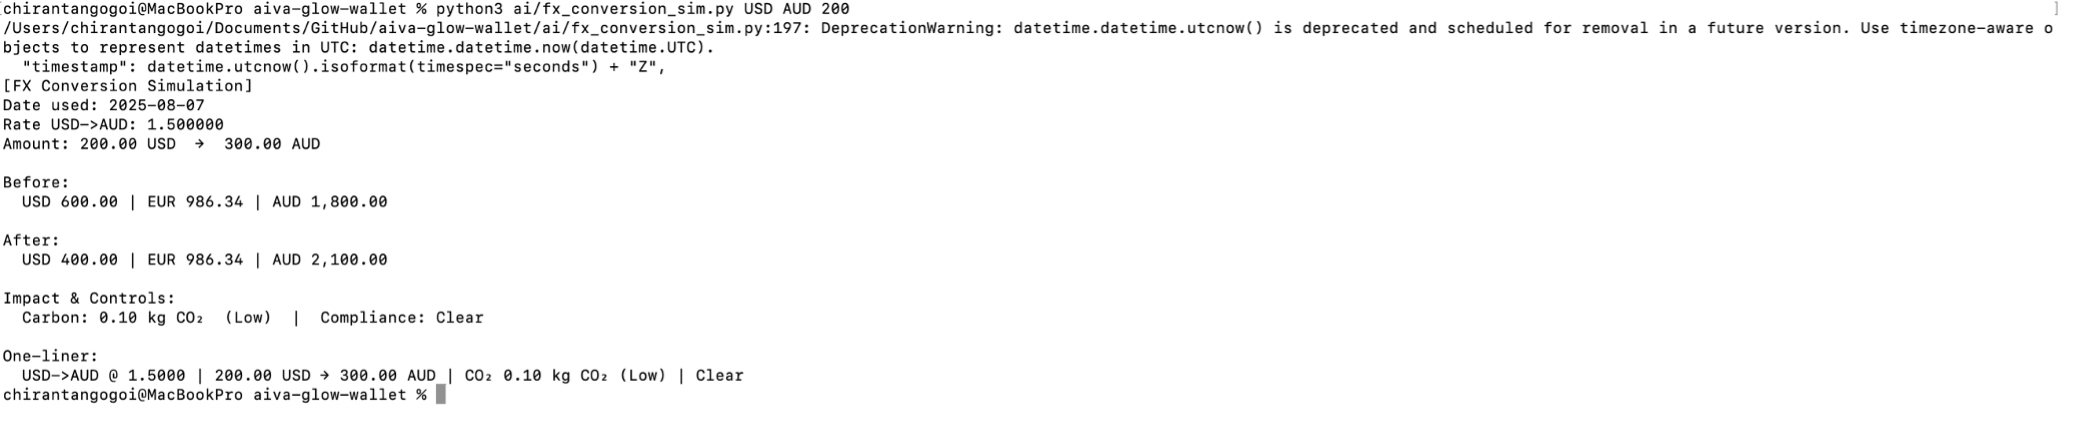 chirantangogoi@MacBookPro aiva-glow-wallet % python3 ai/fx_conversion_sim.py USD AUD 200
/Users/chirantangogoi/Documents/GitHub/aiva-glow-wallet/ai/fx_conversion_sim.py:197: DeprecationWarning: datetime.datetime.utcnow() is deprecated and scheduled for removal in a future version. Use timezone-aware o
bjects to represent datetimes in UTC: datetime.datetime.now(datetime.UTC).
  "timestamp": datetime.utcnow().isoformat(timespec="seconds") + "Z",
[FX Conversion Simulation]
Date used: 2025-08-07
Rate USD->AUD: 1.500000
Amount: 200.00 USD  →  300.00 AUD

Before:
  USD 600.00 | EUR 986.34 | AUD 1,800.00

After:
  USD 400.00 | EUR 986.34 | AUD 2,100.00

Impact & Controls:
  Carbon: 0.10 kg CO₂  (Low)  |  Compliance: Clear

One-liner:
  USD->AUD @ 1.5000 | 200.00 USD → 300.00 AUD | CO₂ 0.10 kg CO₂ (Low) | Clear
chirantangogoi@MacBookPro aiva-glow-wallet %